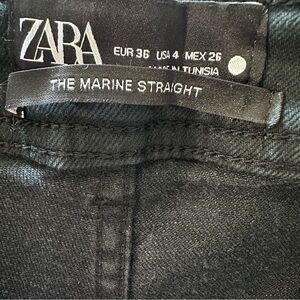 ZARA
EUR 36 USA 4 MEX 26
IN TUNISIA
THE MARINE STRAIGHT